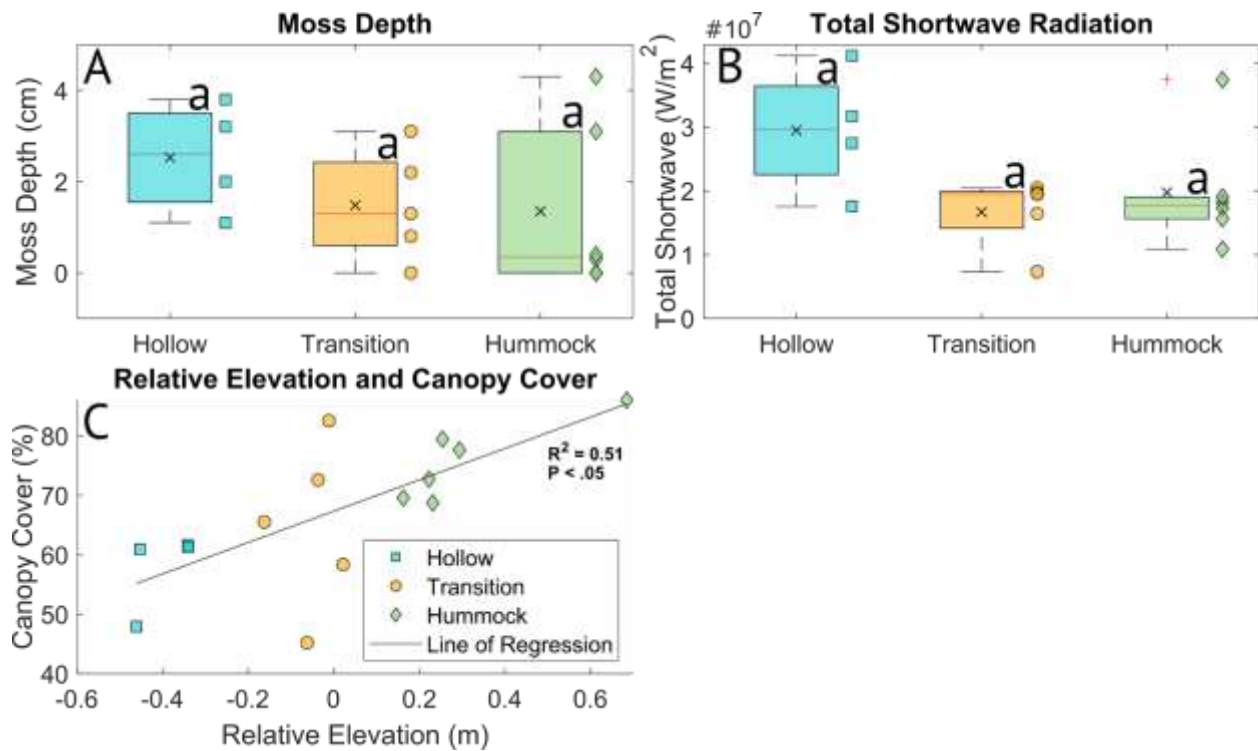 Moss Depth
A
a
a
a
4
2
0
Moss Depth (cm)
Hollow
Transition
Hummock
Total Shortwave Radiation
#10^7
B
a
a
a
4
3
2
1
0
Total Shortwave (W/m^2)
Hollow
Transition
Hummock
Relative Elevation and Canopy Cover
C
80
70
60
50
40
Canopy Cover (%)
R^2 = 0.51
P < .05
Hollow
Transition
Hummock
Line of Regression
-0.6
-0.4
-0.2
0
0.2
0.4
0.6
Relative Elevation (m)